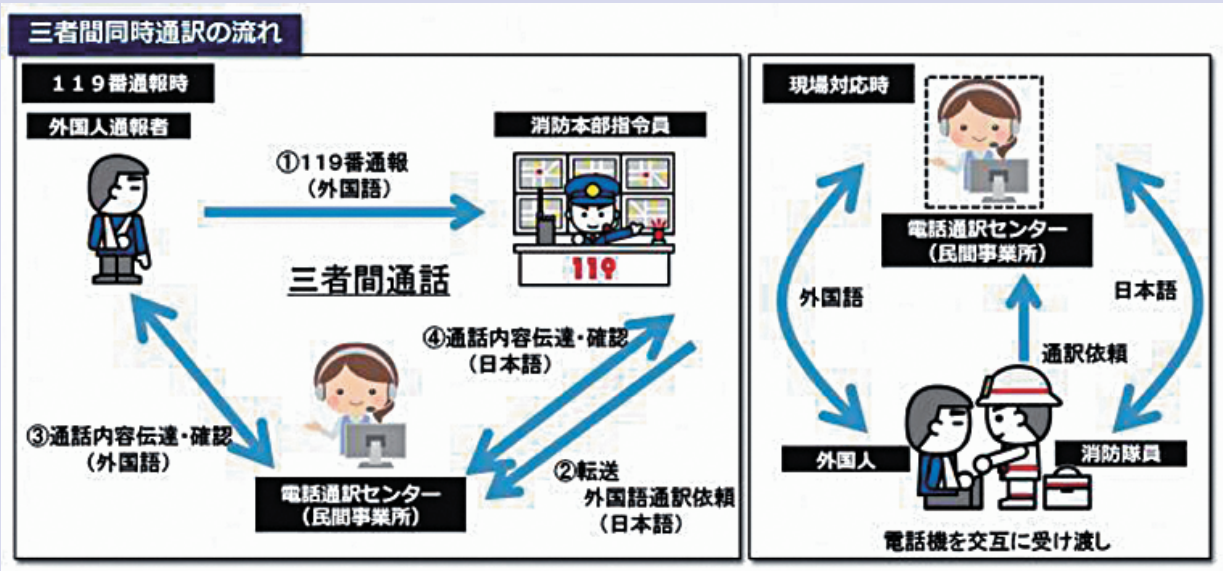 三者間同時通訳の流れ
119番通報時
外国人通報者
消防本部指令員
①119番通報
(外国語)
119
三者間通話
④通話内容伝達・確認
(日本語)
③通話内容伝達・確認
(外国語)
②転送
外国語通訳依頼
(日本語)
電話通訳センター
(民間事業所)
現場対応時
電話通訳センター
(民間事業所)
外国語
日本語
通訳依頼
外国人
消防隊員
電話機を交互に受け渡し